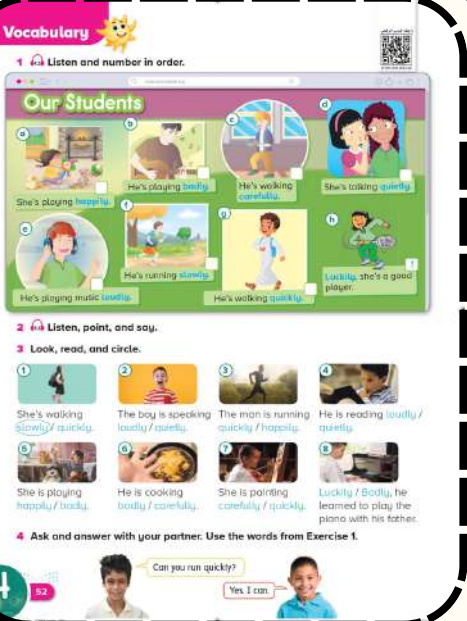 Vocabulary
1 Listen and number in order.
Our Students
a
b
c
d
She's playing happily.
He's playing badly.
He's walking
carefully.
She's talking quietly.
e
f
g
h
He's playing music loudly.
He's running slowly.
He's walking quickly.
1
Luckily, she's a good
player.
2 Listen, point, and say.
3 Look, read, and circle.
1
2
3
4
She's walking
slowly / quickly.
The boy is speaking
loudly / quietly.
The man is running
quickly / happily.
He is reading loudly /
quietly.
5
6
7
8
She is playing
happily / badly.
He is cooking
badly / carefully.
She is painting
carefully / quickly.
Luckily / Badly, he
learned to play the
piano with his father.
4 Ask and answer with your partner. Use the words from Exercise 1.
Can you run quickly?
Yes, I can.
4
52